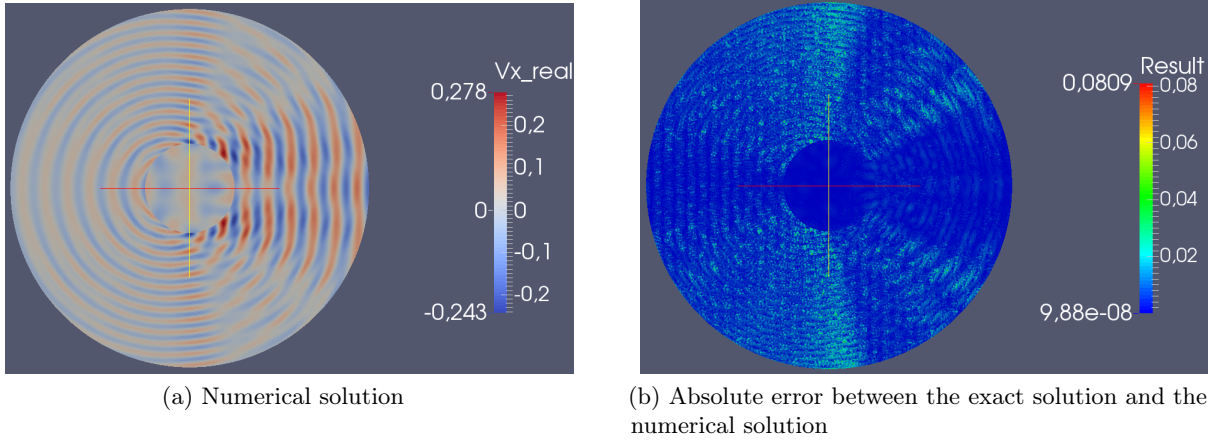 Vx_real
0,278
0,2
0,1
0
0
-0,1
-0,2
-0,243
Result
0,0809
0,08
0,06
0,04
0,02
9,88e-08
(a) Numerical solution
(b) Absolute error between the exact solution and the
numerical solution